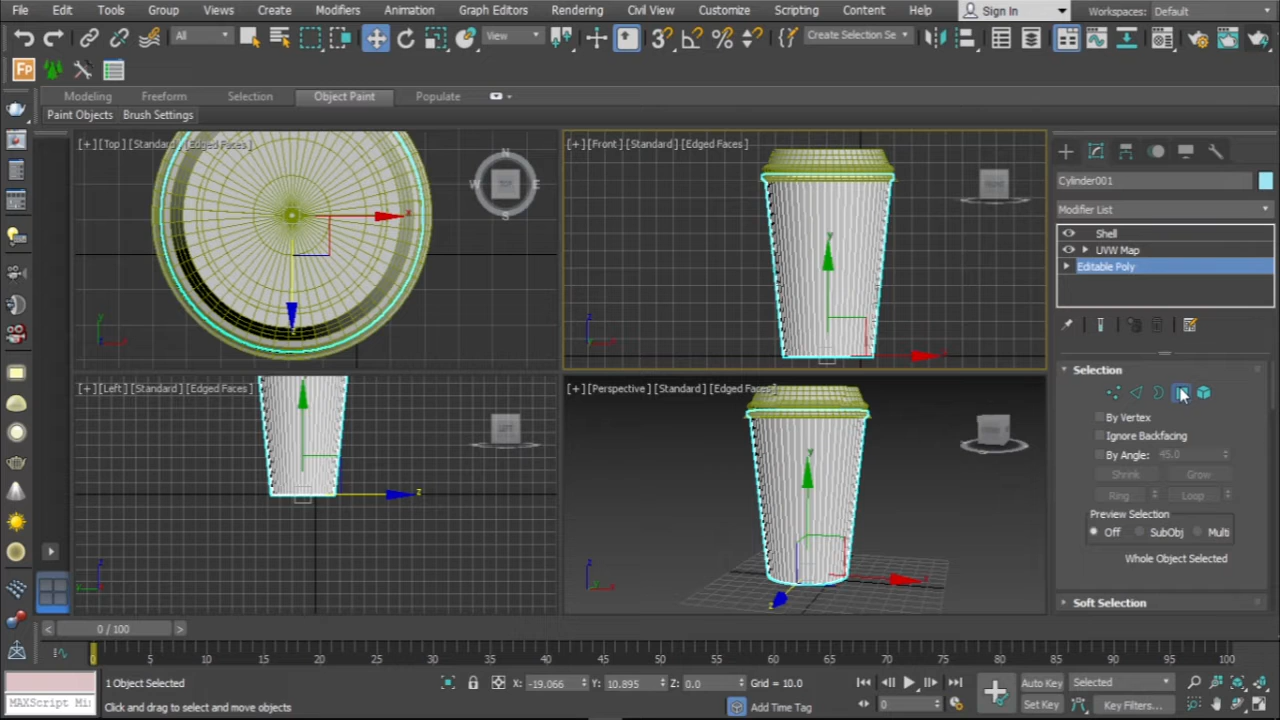 File Edit Tools Group Views Create Modifiers Animation Graph Editors Rendering Civil View Customize Scripting Content Help Sign In Workspaces: Default
All View Create Selection Se
Fp
Modeling Freeform Selection Object Paint Populate
Paint Objects Brush Settings
[+] [Top] [Standard] [Edged Faces]
[+] [Front] [Standard] [Edged Faces]
N
W TOP E
S
x
y
z
y
x
z
x
Cylinder001
Modifier List
Shell
UVW Map
Editable Poly
[+] [Left] [Standard] [Edged Faces]
[+] [Perspective] [Standard] [Edged Faces]
LEFT
y
z
x
z
z
Selection
By Vertex
Ignore Backfacing
By Angle: 45.0
Shrink Grow
Ring Loop
Preview Selection
Off SubObj Multi
Whole Object Selected
Soft Selection
< 0 / 100 >
0 5 10 15 20 25 30 35 40 45 50 55 60 65 70 75 80 85 90 95 100
1 Object Selected X: -19.066 Y: 10.895 Z: 0.0 Grid = 10.0 Auto Key Selected
MAXScript Mi Click and drag to select and move objects Add Time Tag 0 Set Key Key Filters...